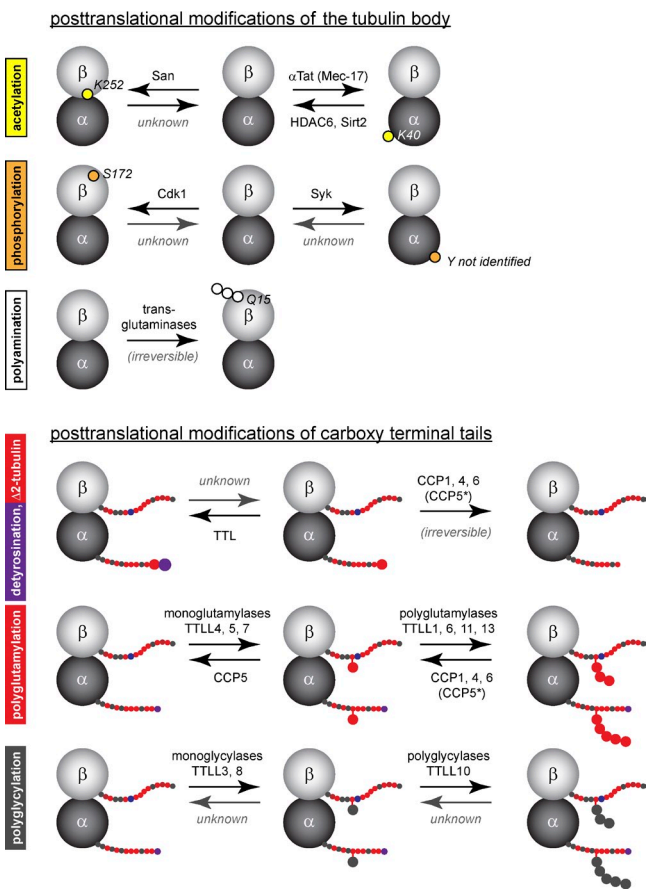 posttranslational modifications of the tubulin body
acetylation
β
K252
α
San
unknown
β
α
αTat (Mec-17)
HDAC6, Sirt2
β
α
K40
phosphorylation
β
S172
α
Cdk1
unknown
β
α
Syk
unknown
β
α
Y not identified
polyamination
β
α
trans-
glutaminases
(irreversible)
Q15
β
α
posttranslational modifications of carboxy terminal tails
detyrosination, Δ2-tubulin
β
α
unknown
TTL
β
α
CCP1, 4, 6
(CCP5*)
(irreversible)
β
α
polyglutamylation
β
α
monoglutamylases
TTLL4, 5, 7
CCP5
β
α
polyglutamylases
TTLL1, 6, 11, 13
CCP1, 4, 6
(CCP5*)
β
α
polyglycylation
β
α
monoglycylases
TTLL3, 8
unknown
β
α
polyglycylases
TTLL10
unknown
β
α